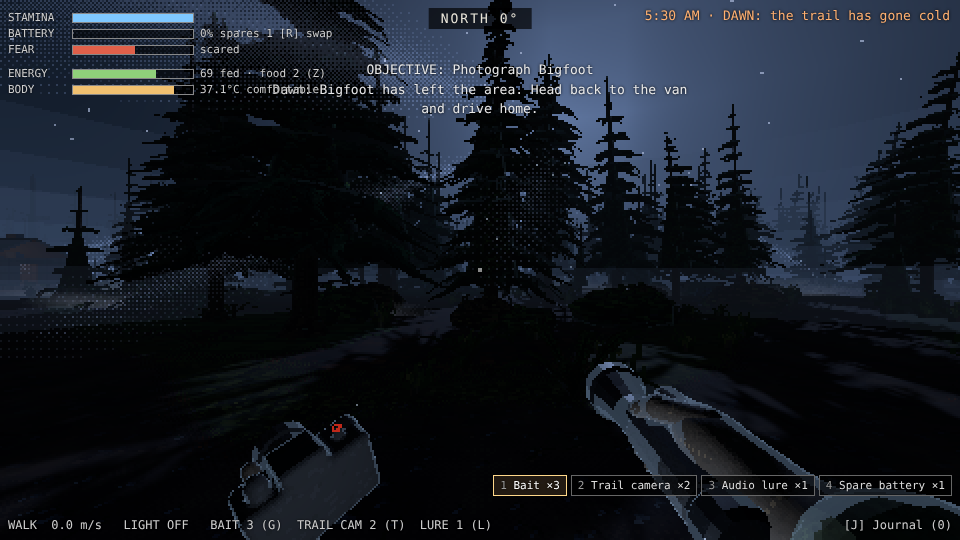 STAMINA
BATTERY 0% spares 1 [R] swap
FEAR scared
ENERGY 69 fed · food 2 (Z)
BODY 37.1°C comfortable
NORTH 0°
5:30 AM · DAWN: the trail has gone cold
OBJECTIVE: Photograph Bigfoot
Dawn. Bigfoot has left the area. Head back to the van
and drive home.
1 Bait ×3
2 Trail camera ×2
3 Audio lure ×1
4 Spare battery ×1
WALK 0.0 m/s LIGHT OFF BAIT 3 (G) TRAIL CAM 2 (T) LURE 1 (L)
[J] Journal (0)